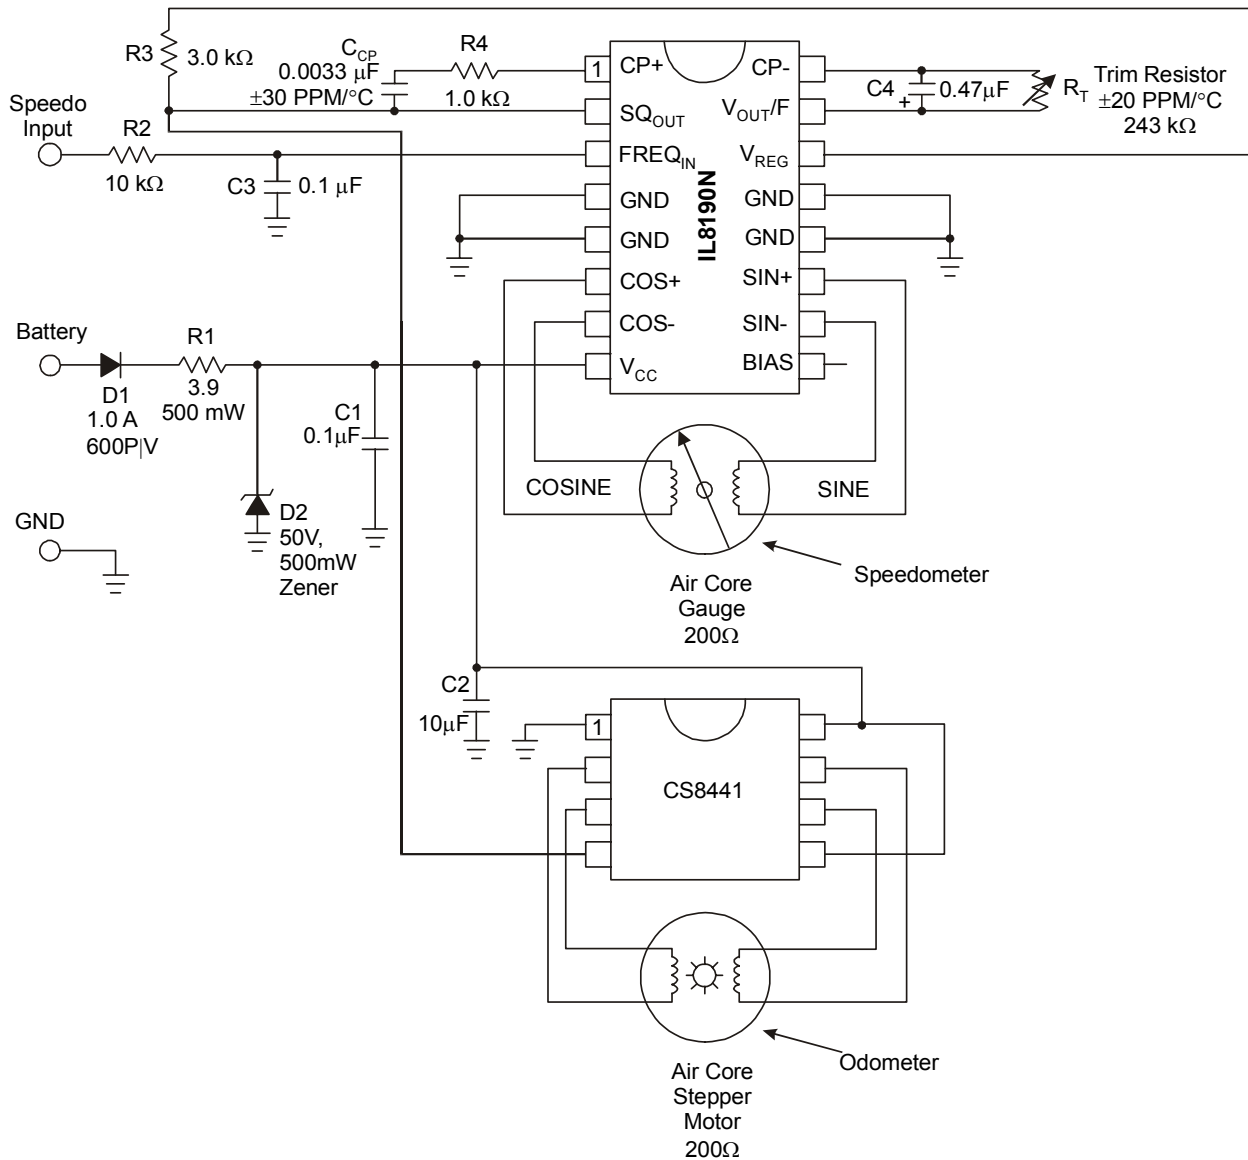 R3
3.0 kΩ
C_CP
0.0033 μF
±30 PPM/°C
R4
1.0 kΩ
Speedo
Input
R2
10 kΩ
C3
0.1 μF
1
CP+
SQ_OUT
FREQ_IN
GND
GND
COS+
COS-
V_CC
IL8190N
CP-
V_OUT/F
V_REG
GND
GND
SIN+
SIN-
BIAS
C4
+
0.47μF
R_T
Trim Resistor
±20 PPM/°C
243 kΩ
Battery
D1
1.0 A
600P|V
R1
3.9
500 mW
C1
0.1μF
D2
50V,
500mW
Zener
GND
COSINE
SINE
Speedometer
Air Core
Gauge
200Ω
C2
10μF
1
CS8441
Odometer
Air Core
Stepper
Motor
200Ω